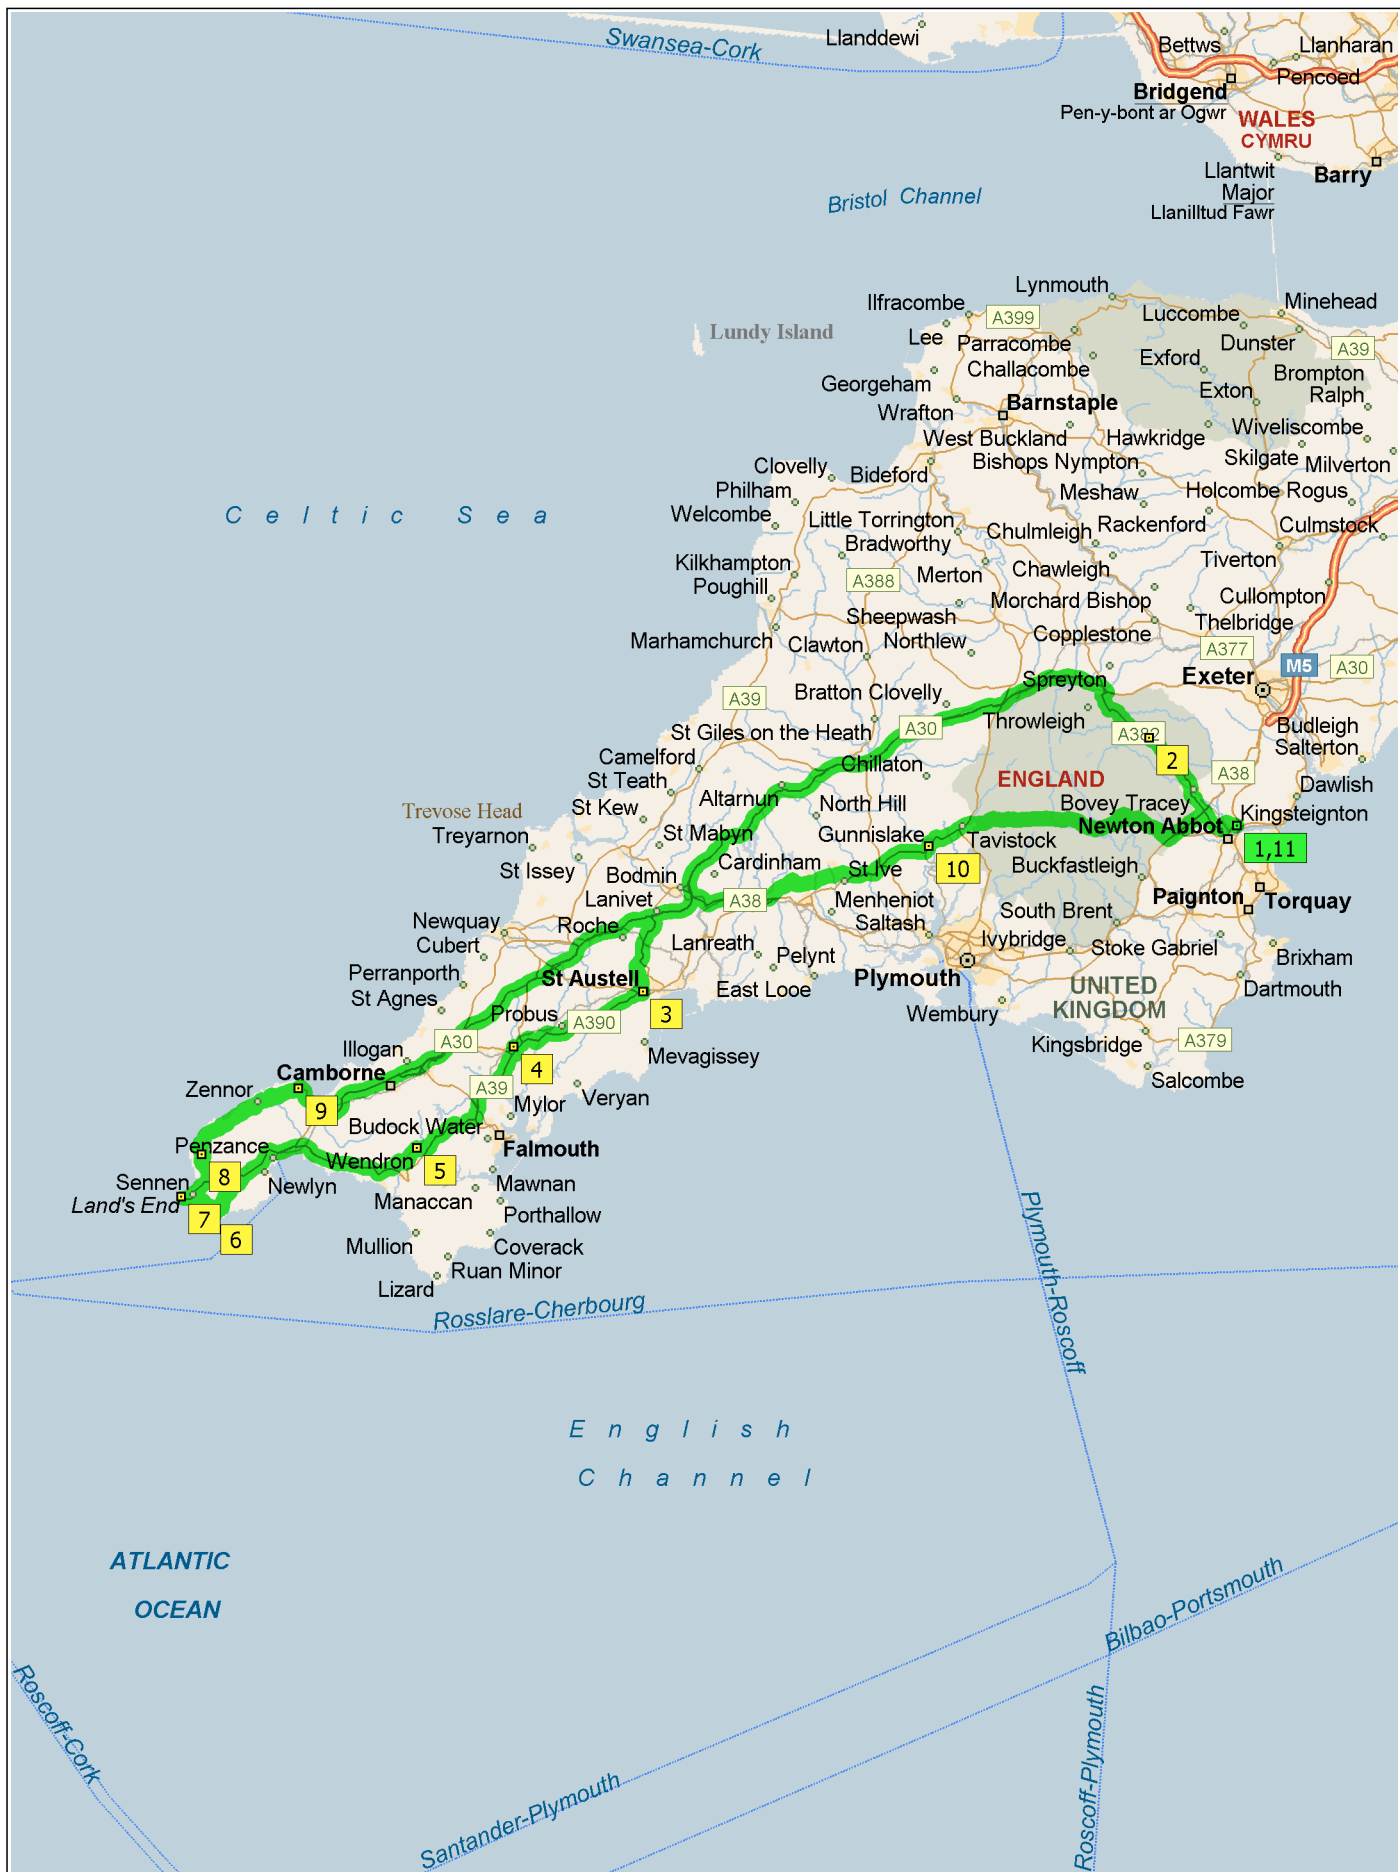 Swansea-Cork
Llanddewi
Bettws
Llanharan
Pencoed
Bridgend
Pen-y-bont ar Ogwr
WALES
CYMRU
Llantwit
Major
Llanilltud Fawr
Barry
Bristol Channel
Lynmouth
Ilfracombe
A399
Luccombe
Minehead
Lundy Island
Lee
Parracombe
Dunster
A39
Challacombe
Exford
Georgeham
Exton
Brompton
Ralph
Wrafton
Barnstaple
West Buckland
Hawkridge
Wiveliscombe
Clovelly
Bideford
Bishops Nympton
Skilgate
Milverton
Philham
Meshaw
Holcombe Rogus
Welcombe
Little Torrington
Chulmleigh
Rackenford
Culmstock
Celtic Sea
Bradworthy
Kilkhampton
Merton
Chawleigh
Tiverton
Poughill
A388
Morchard Bishop
Cullompton
Sheepwash
Thelbridge
Marhamchurch
Clawton
Northlew
Copplestone
A377
M5
A30
Exeter
Spreyton
A39
Bratton Clovelly
Throwleigh
St Giles on the Heath
A30
A382
Budleigh
Salterton
Camelford
Chillaton
2
A38
St Teath
ENGLAND
Dawlish
Altarnun
North Hill
Bovey Tracey
Kingsteignton
Trevose Head
St Kew
Treyarnon
St Mabyn
Gunnislake
Newton Abbot
Tavistock
1,11
St Issey
Cardinham
St Ive
10
Buckfastleigh
Bodmin
Lanivet
A38
Menheniot
Paignton
Torquay
Newquay
Roche
Saltash
South Brent
Cubert
Lanreath
Ivybridge
Stoke Gabriel
Pelynt
Brixham
Perranporth
St Austell
Plymouth
St Agnes
East Looe
UNITED
KINGDOM
Dartmouth
Probus
3
Wembury
A390
A30
Kingsbridge
A379
Illogan
4
Mevagissey
Camborne
Salcombe
Zennor
A39
Veryan
9
Mylor
Budock Water
Penzance
Falmouth
Wendron
5
Sennen
8
Newlyn
Mawnan
Land's End
Manaccan
7
Porthallow
6
Mullion
Coverack
Ruan Minor
Lizard
Rosslare-Cherbourg
Plymouth-Roscoff
English
Channel
ATLANTIC
OCEAN
Bilbao-Portsmouth
Roscoff-Cork
Santander-Plymouth
Roscoff-Plymouth